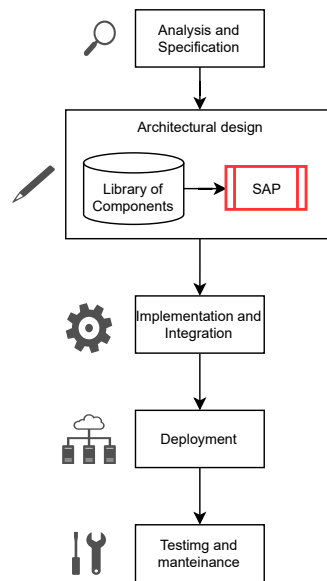 Analysis and
Specification
Architectural design
Library of
Components
SAP
Implementation and
Integration
Deployment
Testimg and
manteinance